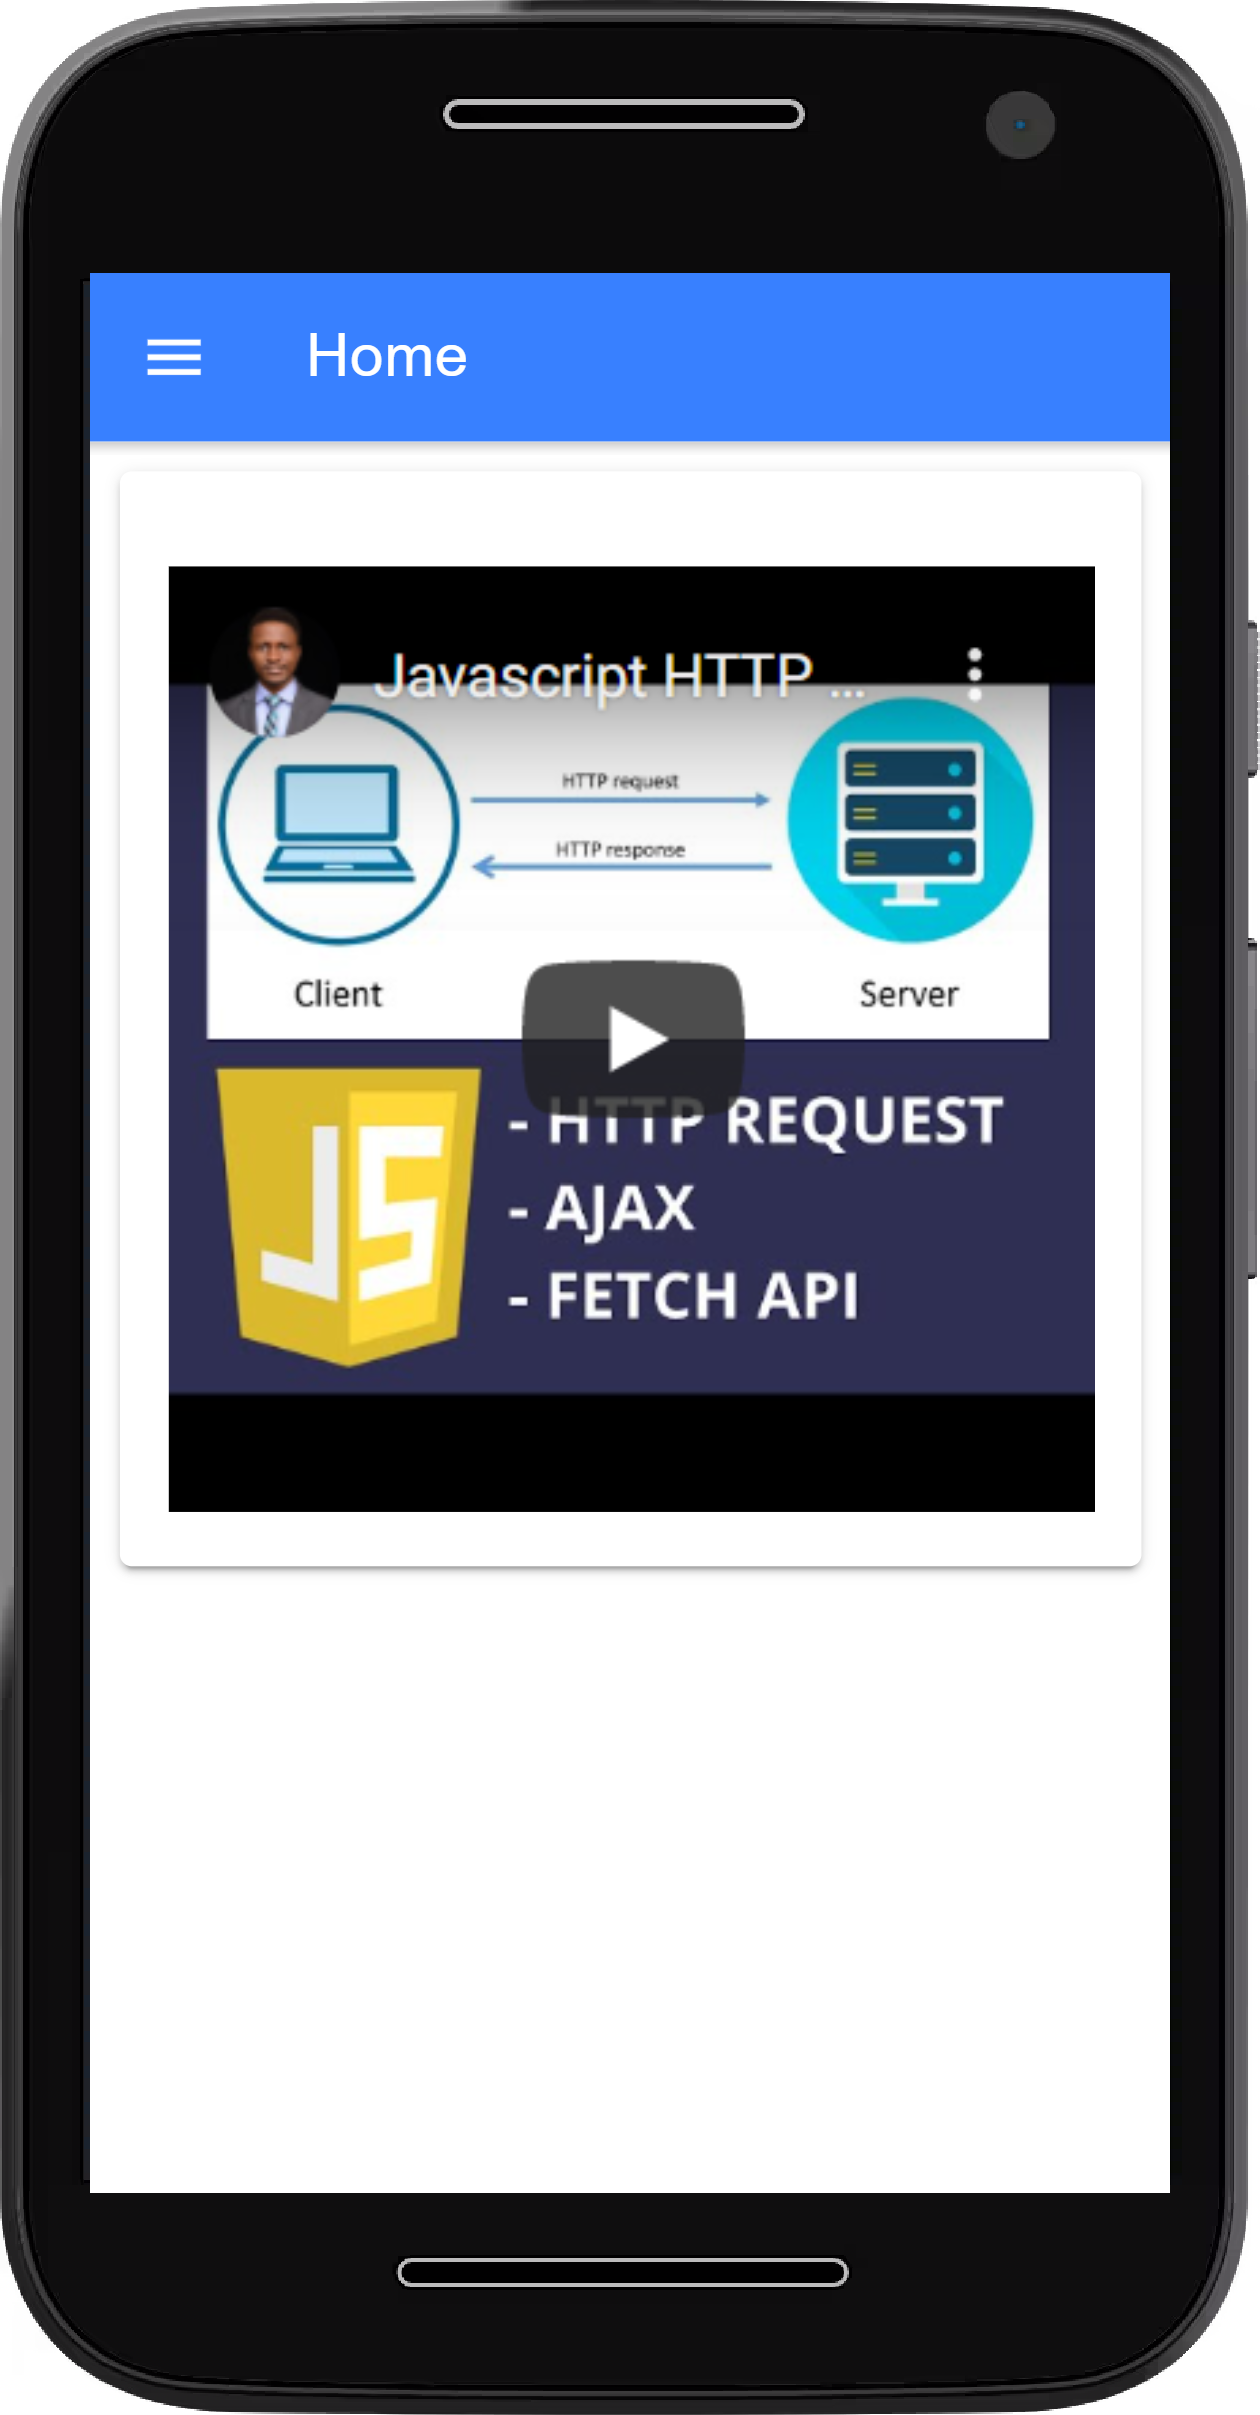 Home
Javascript HTTP ...
HTTP request
HTTP response
Client
Server
JS
- HTTP REQUEST
- AJAX
- FETCH API